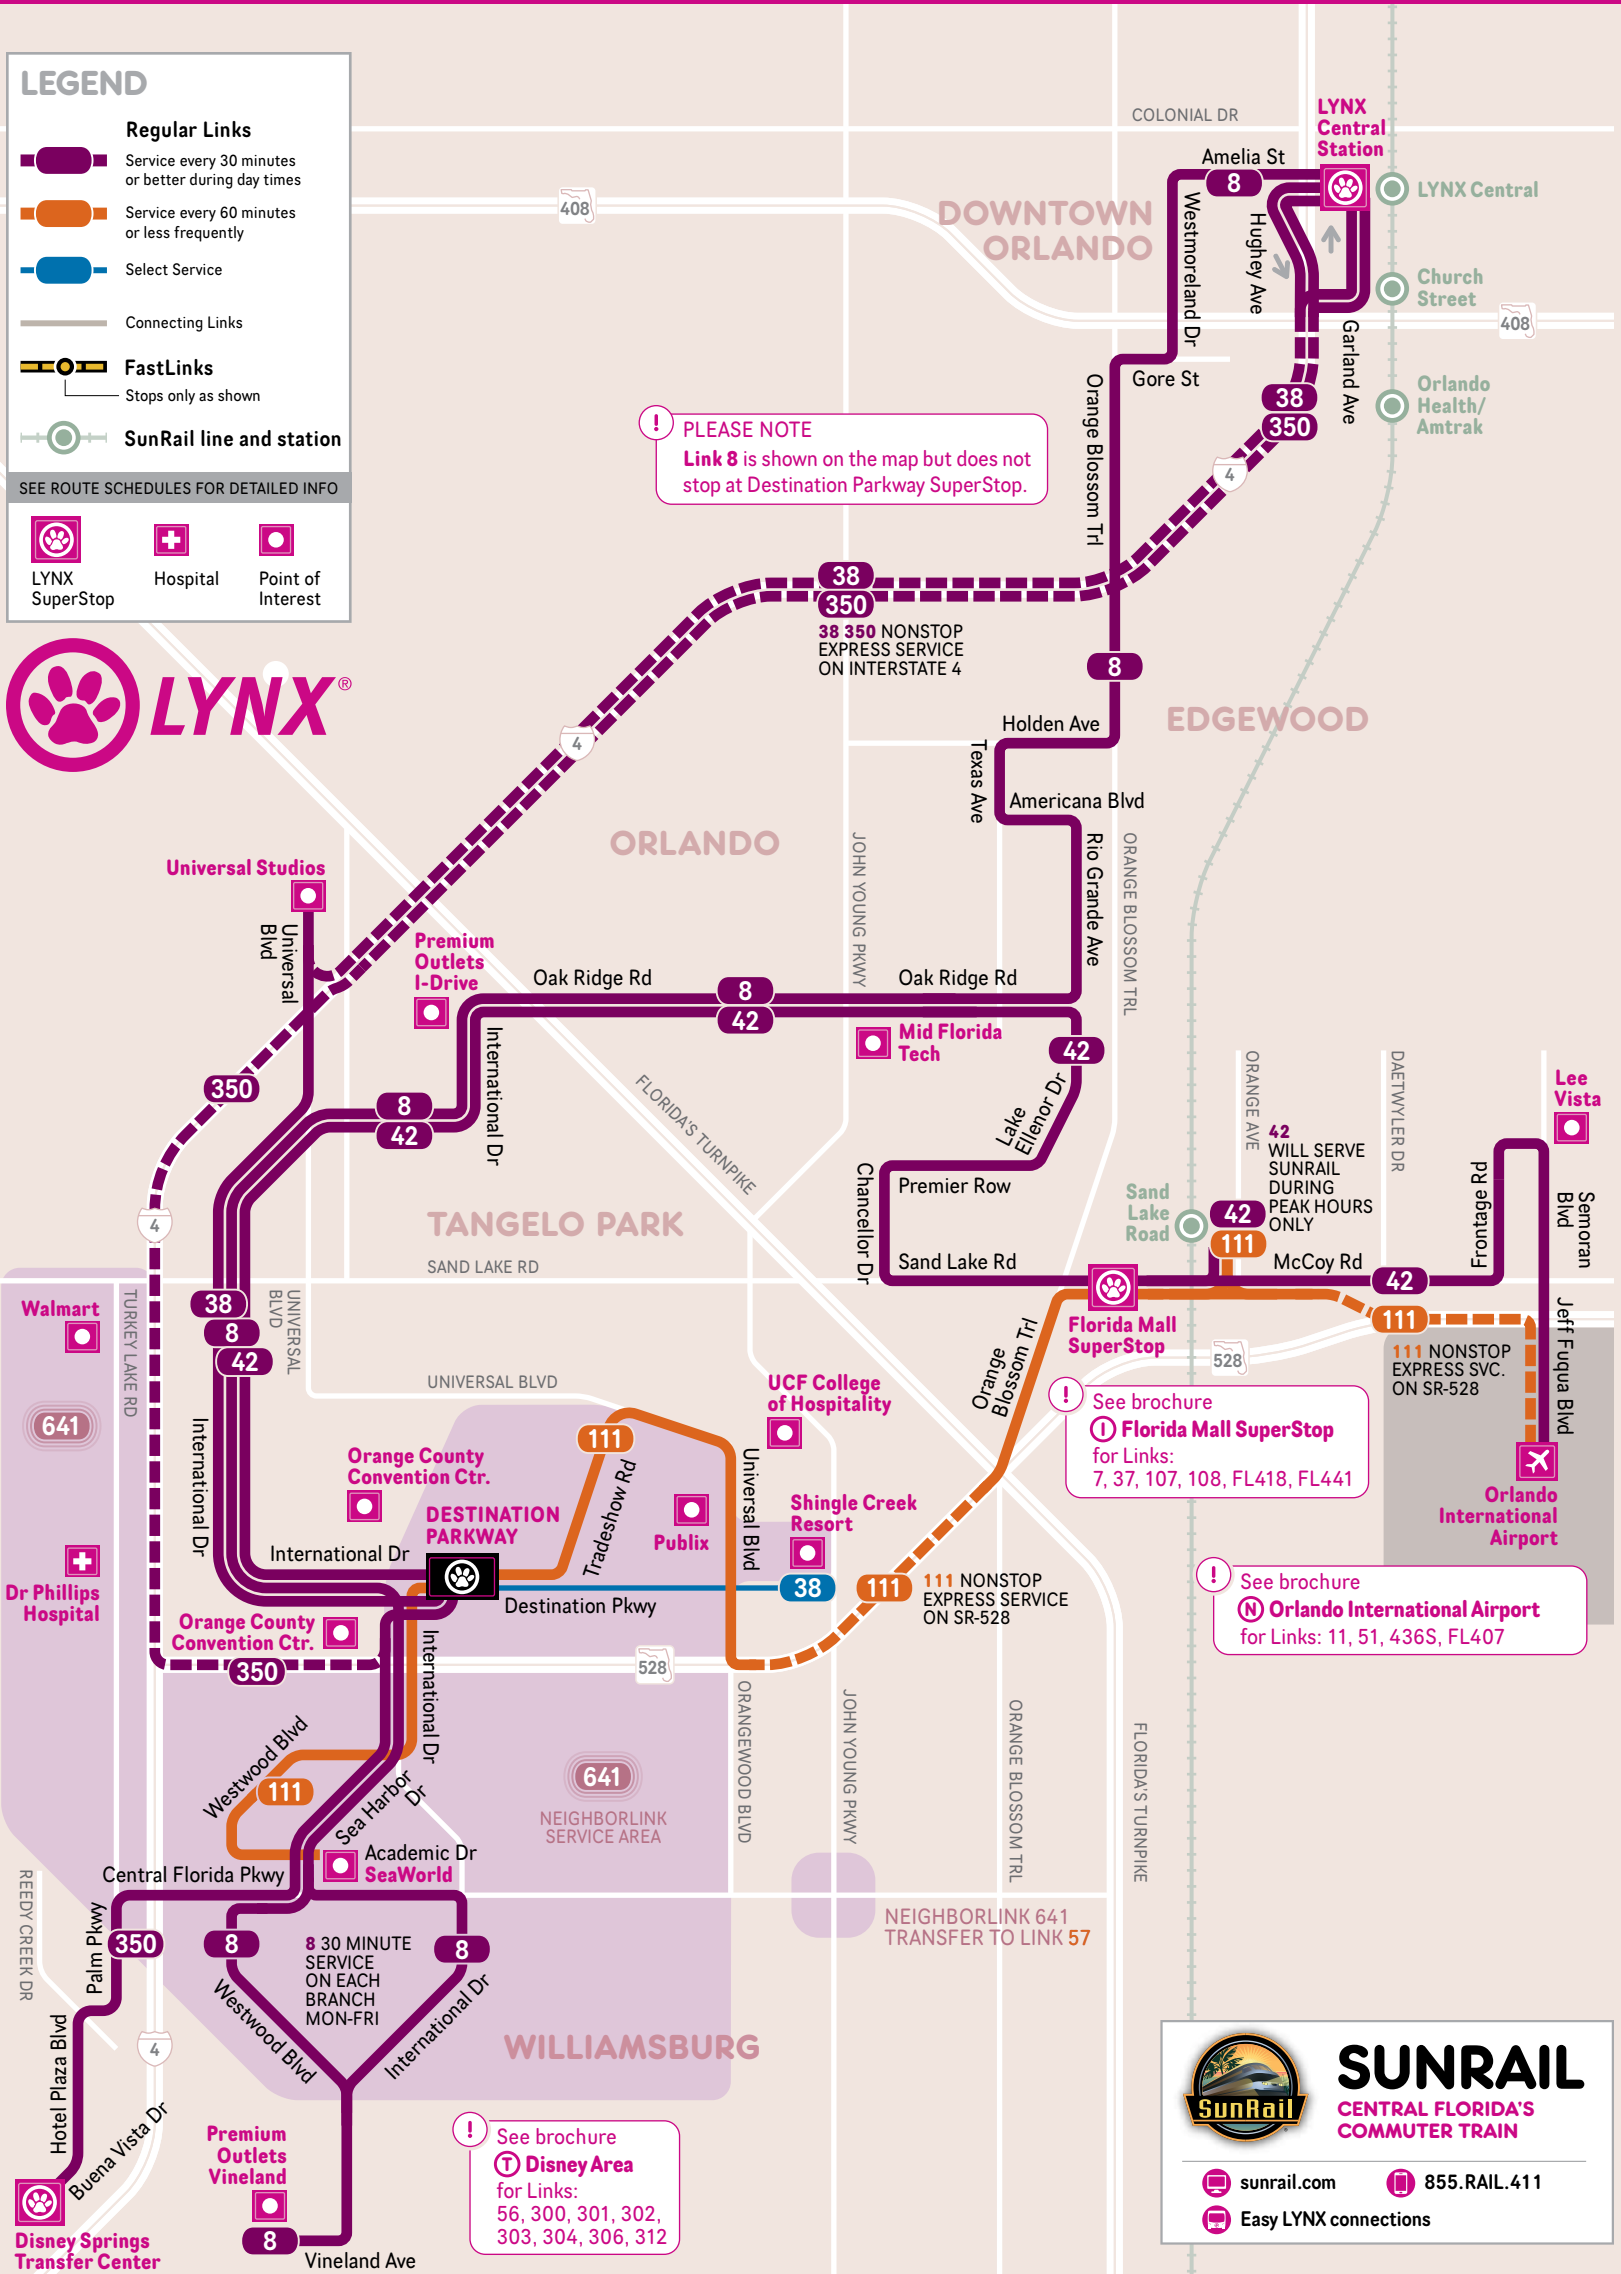 LEGEND
Regular Links
Service every 30 minutes
or better during day times
Service every 60 minutes
or less frequently
Select Service
Connecting Links
FastLinks
Stops only as shown
SunRail line and station
SEE ROUTE SCHEDULES FOR DETAILED INFO
LYNX
SuperStop
Hospital
Point of
Interest
LYNX®
COLONIAL DR
LYNX
Central
Station
Amelia St
8
LYNX Central
408
DOWNTOWN
ORLANDO
Westmoreland Dr
Hughey Ave
Church
Street
408
Garland Ave
Gore St
Orlando
Health/
Amtrak
38
350
Orange Blossom Trl
4
!
PLEASE NOTE
Link 8 is shown on the map but does not
stop at Destination Parkway SuperStop.
38
350
38 350 NONSTOP
EXPRESS SERVICE
ON INTERSTATE 4
8
EDGEWOOD
Holden Ave
Texas Ave
Americana Blvd
4
ORLANDO
JOHN YOUNG PKWY
Rio Grande Ave
ORANGE BLOSSOM TRL
Universal Studios
Universal
Blvd
Premium
Outlets
I-Drive
Oak Ridge Rd
8
42
Oak Ridge Rd
Mid Florida
Tech
42
International Dr
350
8
42
FLORIDA'S TURNPIKE
Lake
Ellenor Dr
Premier Row
Chancellor Dr
Sand Lake Rd
ORANGE AVE
DAETWYLER DR
Lee
Vista
42
WILL SERVE
SUNRAIL
DURING
PEAK HOURS
ONLY
Sand
Lake
Road
42
111
McCoy Rd
42
Frontage Rd
Semoran
Blvd
4
TANGELO PARK
SAND LAKE RD
Walmart
TURKEY LAKE RD
38
8
42
UNIVERSAL
BLVD
Florida Mall
SuperStop
111
111 NONSTOP
EXPRESS SVC.
ON SR-528
Jeff Fuqua Blvd
528
Orange
Blossom Trl
641
UNIVERSAL BLVD
UCF College
of Hospitality
!
See brochure
I Florida Mall SuperStop
for Links:
7, 37, 107, 108, FL418, FL441
International Dr
Orange County
Convention Ctr.
111
Tradeshow Rd
Universal Blvd
Publix
Shingle Creek
Resort
Orlando
International
Airport
DESTINATION
PARKWAY
International Dr
Dr Phillips
Hospital
Destination Pkwy
38
111
111 NONSTOP
EXPRESS SERVICE
ON SR-528
!
See brochure
N Orlando International Airport
for Links: 11, 51, 436S, FL407
Orange County
Convention Ctr.
350
International Dr
528
ORANGEWOOD BLVD
JOHN YOUNG PKWY
ORANGE BLOSSOM TRL
FLORIDA'S TURNPIKE
Westwood Blvd
111
Sea Harbor
Dr
641
NEIGHBORLINK
SERVICE AREA
Academic Dr
SeaWorld
Central Florida Pkwy
REEDY CREEK DR
Palm Pkwy
350
8
8 30 MINUTE
SERVICE
ON EACH
BRANCH
MON-FRI
8
NEIGHBORLINK 641
TRANSFER TO LINK 57
Westwood Blvd
International Dr
WILLIAMSBURG
4
Hotel Plaza Blvd
Buena Vista Dr
Premium
Outlets
Vineland
8
Vineland Ave
Disney Springs
Transfer Center
!
See brochure
T Disney Area
for Links:
56, 300, 301, 302,
303, 304, 306, 312
SunRail
SUNRAIL
CENTRAL FLORIDA'S
COMMUTER TRAIN
sunrail.com
855.RAIL.411
Easy LYNX connections